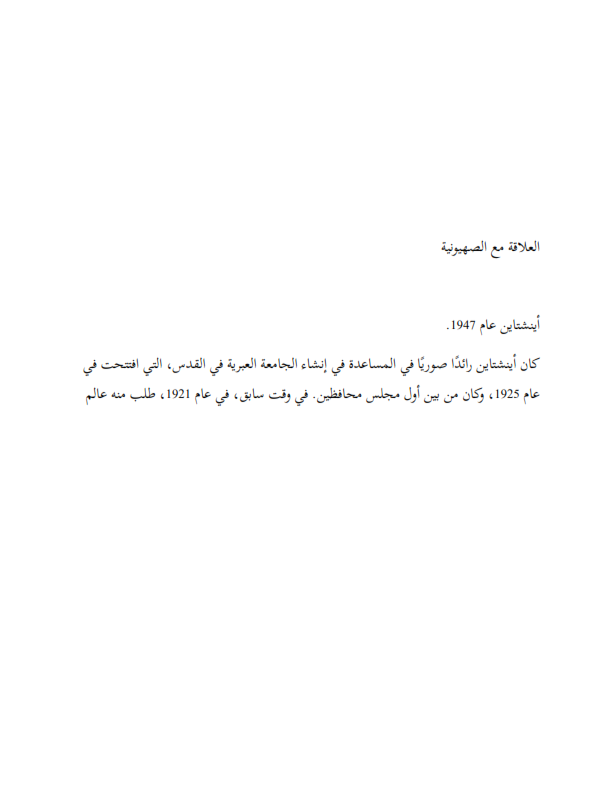 العلاقة مع الصهيونية
أينشتاين عام 1947.
كان أينشتاين رائدًا صوريًا في المساعدة في إنشاء الجامعة العبرية في القدس، التي افتتحت في
عام 1925، وكان من بين أول مجلس محافظين. في وقت سابق، في عام 1921، طلب منه عالم